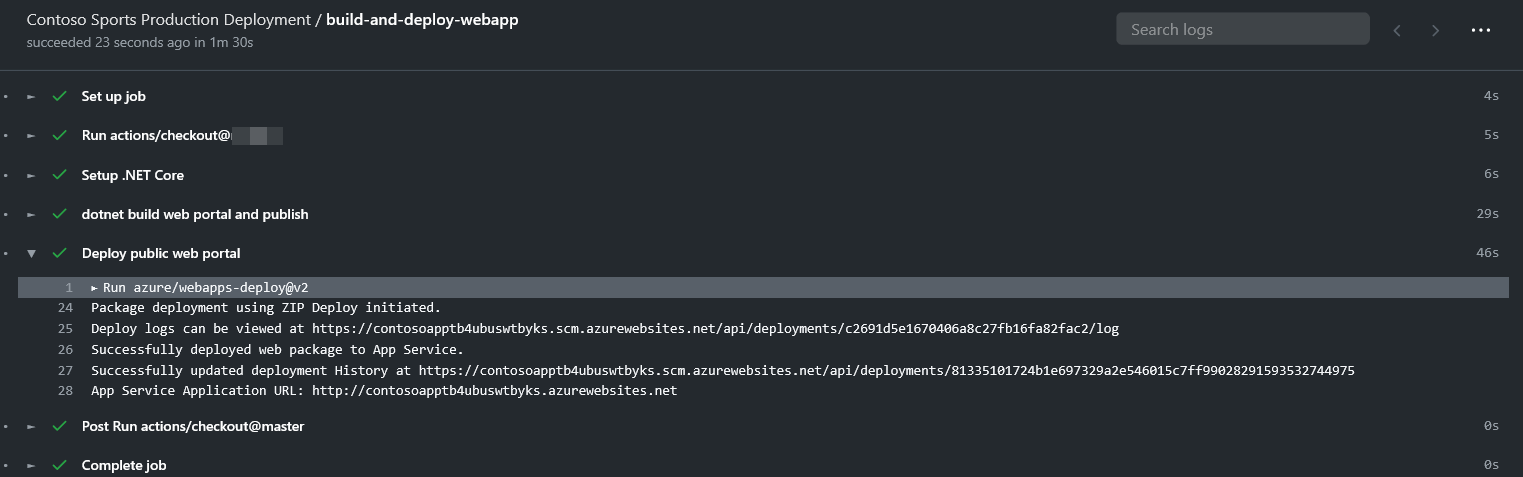 Contoso Sports Production Deployment / build-and-deploy-webapp
succeeded 23 seconds ago in 1m 30s
Search logs
Set up job 4s
Run actions/checkout@ 5s
Setup .NET Core 6s
dotnet build web portal and publish 29s
Deploy public web portal 46s
1 Run azure/webapps-deploy@v2
24 Package deployment using ZIP Deploy initiated.
25 Deploy logs can be viewed at https://contosoapptb4ubuswtbyks.scm.azurewebsites.net/api/deployments/c2691d5e1670406a8c27fb16fa82fac2/log
26 Successfully deployed web package to App Service.
27 Successfully updated deployment History at https://contosoapptb4ubuswtbyks.scm.azurewebsites.net/api/deployments/81335101724b1e697329a2e546015c7ff99028291593532744975
28 App Service Application URL: http://contosoapptb4ubuswtbyks.azurewebsites.net
Post Run actions/checkout@master 0s
Complete job 0s